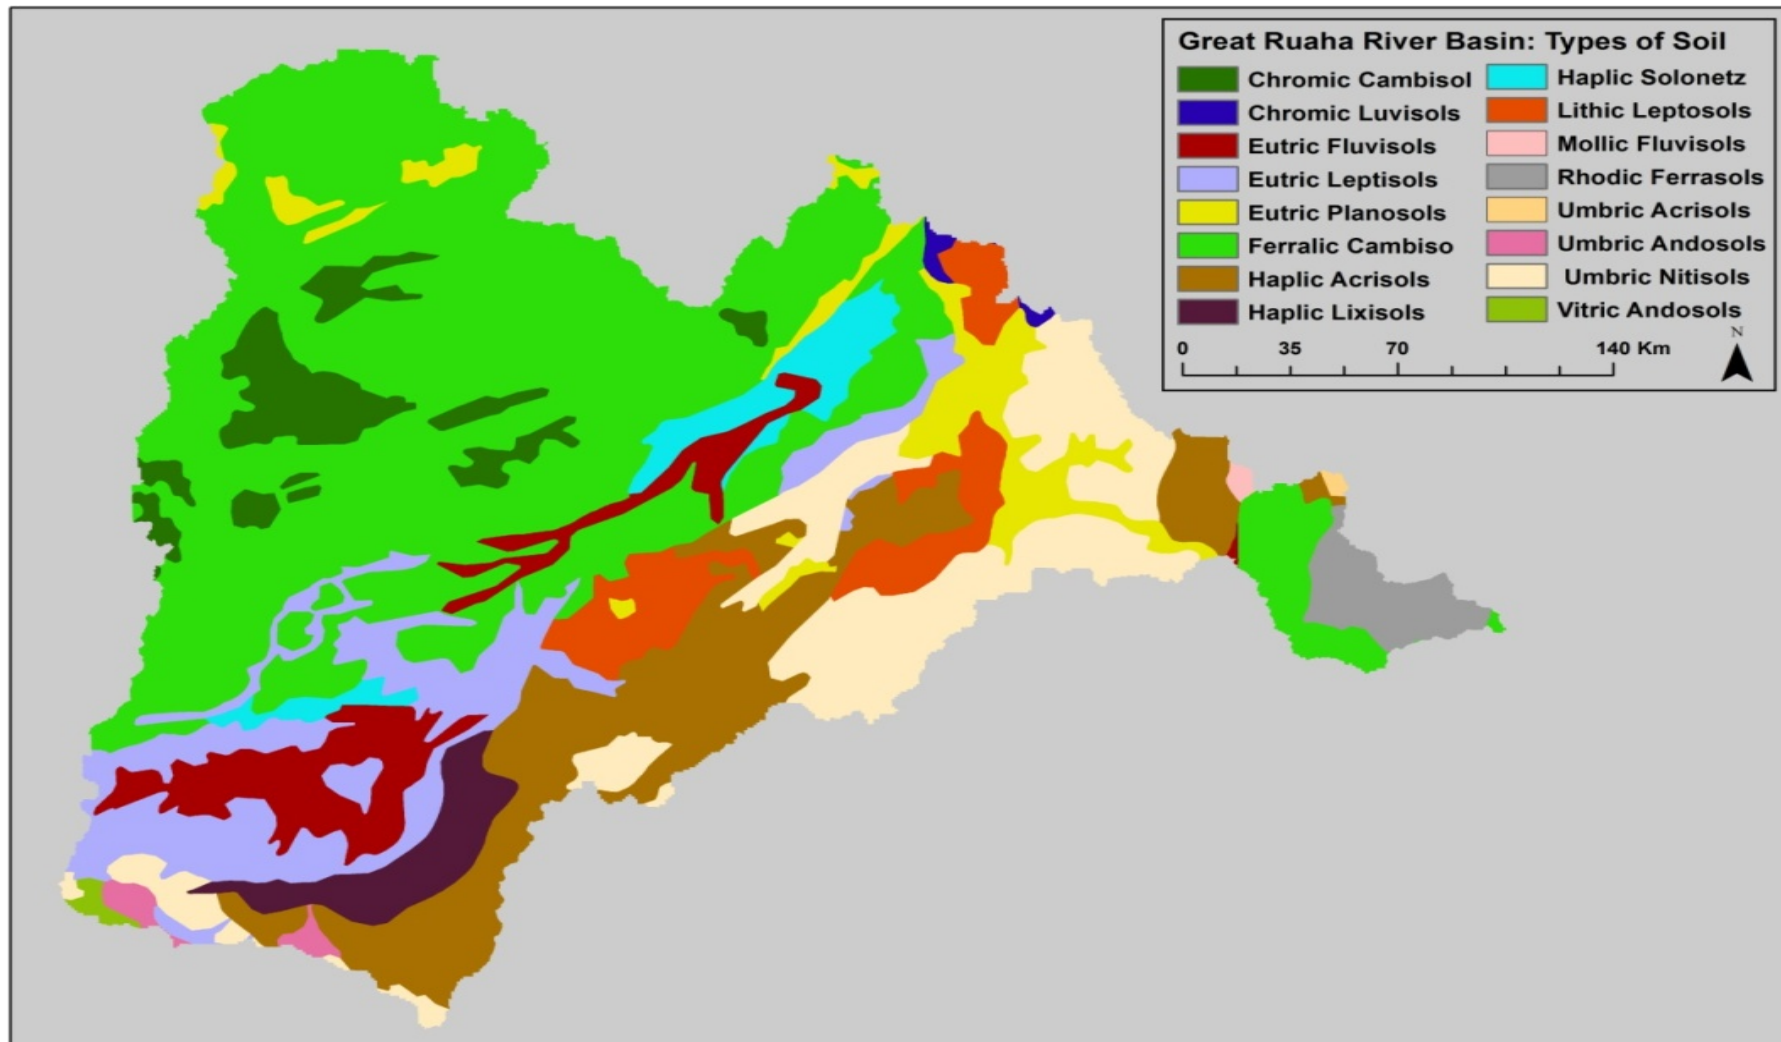 Great Ruaha River Basin: Types of Soil
Chromic Cambisol
Chromic Luvisols
Eutric Fluvisols
Eutric Leptisols
Eutric Planosols
Ferralic Cambiso
Haplic Acrisols
Haplic Lixisols
Haplic Solonetz
Lithic Leptosols
Mollic Fluvisols
Rhodic Ferrasols
Umbric Acrisols
Umbric Andosols
Umbric Nitisols
Vitric Andosols
N
0 35 70 140 Km